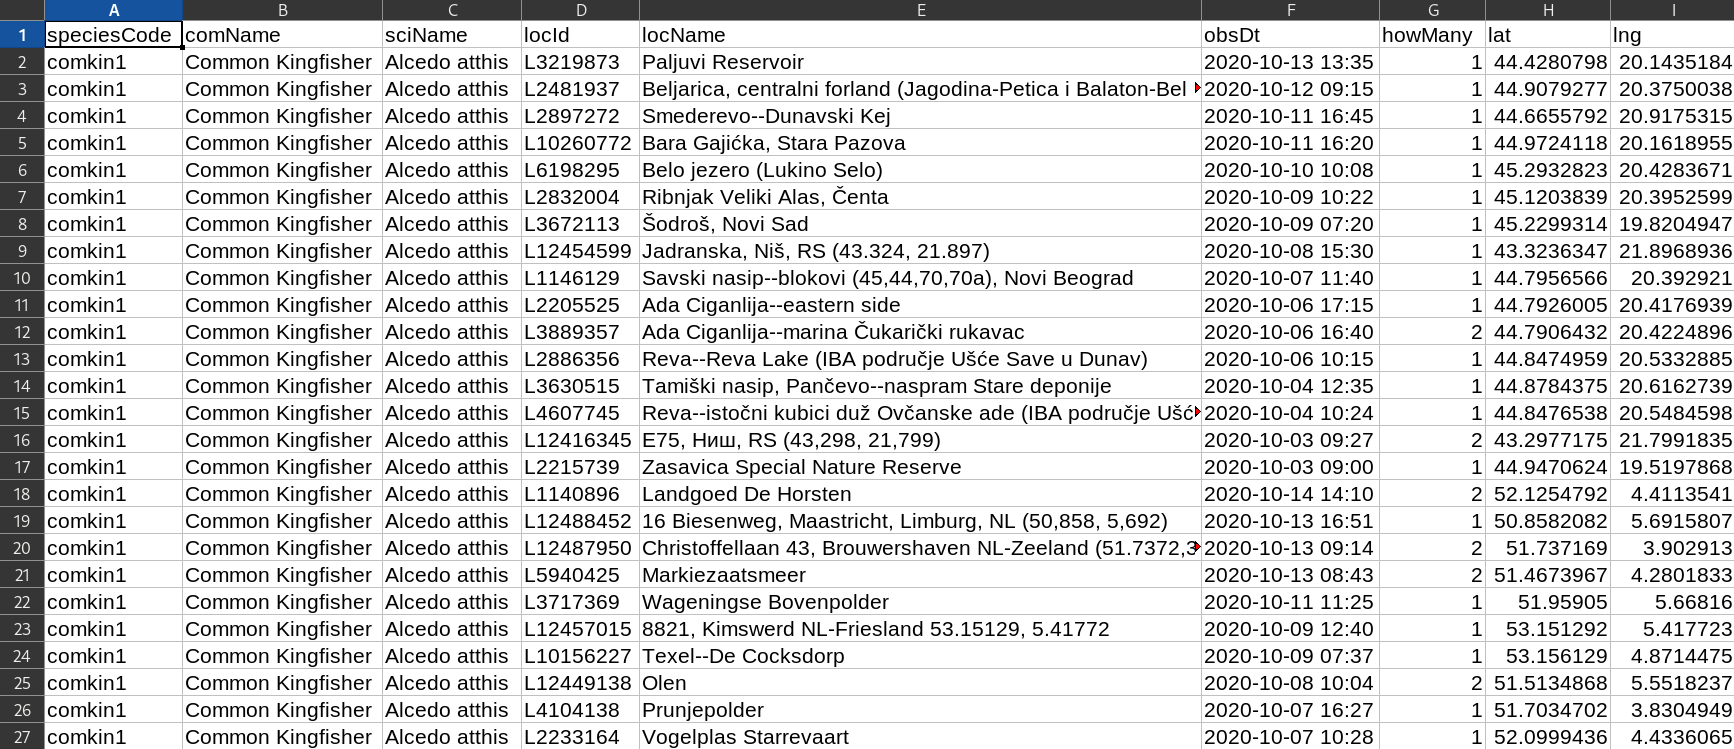 A B C D E F G H I
1 speciesCode comName sciName locId locName obsDt howMany lat lng
2 comkin1 Common Kingfisher Alcedo atthis L3219873 Paljuvi Reservoir 2020-10-13 13:35 1 44.4280798 20.1435184
3 comkin1 Common Kingfisher Alcedo atthis L2481937 Beljarica, centralni forland (Jagodina-Petica i Balaton-Bel 2020-10-12 09:15 1 44.9079277 20.3750038
4 comkin1 Common Kingfisher Alcedo atthis L2897272 Smederevo--Dunavski Kej 2020-10-11 16:45 1 44.6655792 20.9175315
5 comkin1 Common Kingfisher Alcedo atthis L10260772 Bara Gajićka, Stara Pazova 2020-10-11 16:20 1 44.9724118 20.1618955
6 comkin1 Common Kingfisher Alcedo atthis L6198295 Belo jezero (Lukino Selo) 2020-10-10 10:08 1 45.2932823 20.4283671
7 comkin1 Common Kingfisher Alcedo atthis L2832004 Ribnjak Veliki Alas, Čenta 2020-10-09 10:22 1 45.1203839 20.3952599
8 comkin1 Common Kingfisher Alcedo atthis L3672113 Šodroš, Novi Sad 2020-10-09 07:20 1 45.2299314 19.8204947
9 comkin1 Common Kingfisher Alcedo atthis L12454599 Jadranska, Niš, RS (43.324, 21.897) 2020-10-08 15:30 1 43.3236347 21.8968936
10 comkin1 Common Kingfisher Alcedo atthis L1146129 Savski nasip--blokovi (45,44,70,70a), Novi Beograd 2020-10-07 11:40 1 44.7956566 20.392921
11 comkin1 Common Kingfisher Alcedo atthis L2205525 Ada Ciganlija--eastern side 2020-10-06 17:15 1 44.7926005 20.4176939
12 comkin1 Common Kingfisher Alcedo atthis L3889357 Ada Ciganlija--marina Čukarički rukavac 2020-10-06 16:40 2 44.7906432 20.4224896
13 comkin1 Common Kingfisher Alcedo atthis L2886356 Reva--Reva Lake (IBA područje Ušće Save u Dunav) 2020-10-06 10:15 1 44.8474959 20.5332885
14 comkin1 Common Kingfisher Alcedo atthis L3630515 Tamiški nasip, Pančevo--naspram Stare deponije 2020-10-04 12:35 1 44.8784375 20.6162739
15 comkin1 Common Kingfisher Alcedo atthis L4607745 Reva--istočni kubici duž Ovčanske ade (IBA područje Ušć 2020-10-04 10:24 1 44.8476538 20.5484598
16 comkin1 Common Kingfisher Alcedo atthis L12416345 E75, Ниш, RS (43,298, 21,799) 2020-10-03 09:27 2 43.2977175 21.7991835
17 comkin1 Common Kingfisher Alcedo atthis L2215739 Zasavica Special Nature Reserve 2020-10-03 09:00 1 44.9470624 19.5197868
18 comkin1 Common Kingfisher Alcedo atthis L1140896 Landgoed De Horsten 2020-10-14 14:10 2 52.1254792 4.4113541
19 comkin1 Common Kingfisher Alcedo atthis L12488452 16 Biesenweg, Maastricht, Limburg, NL (50,858, 5,692) 2020-10-13 16:51 1 50.8582082 5.6915807
20 comkin1 Common Kingfisher Alcedo atthis L12487950 Christoffellaan 43, Brouwershaven NL-Zeeland (51.7372,3 2020-10-13 09:14 2 51.737169 3.902913
21 comkin1 Common Kingfisher Alcedo atthis L5940425 Markiezaatsmeer 2020-10-13 08:43 2 51.4673967 4.2801833
22 comkin1 Common Kingfisher Alcedo atthis L3717369 Wageningse Bovenpolder 2020-10-11 11:25 1 51.95905 5.66816
23 comkin1 Common Kingfisher Alcedo atthis L12457015 8821, Kimswerd NL-Friesland 53.15129, 5.41772 2020-10-09 12:40 1 53.151292 5.417723
24 comkin1 Common Kingfisher Alcedo atthis L10156227 Texel--De Cocksdorp 2020-10-09 07:37 1 53.156129 4.8714475
25 comkin1 Common Kingfisher Alcedo atthis L12449138 Olen 2020-10-08 10:04 2 51.5134868 5.5518237
26 comkin1 Common Kingfisher Alcedo atthis L4104138 Prunjepolder 2020-10-07 16:27 1 51.7034702 3.8304949
27 comkin1 Common Kingfisher Alcedo atthis L2233164 Vogelplas Starrevaart 2020-10-07 10:28 1 52.0999436 4.4336065